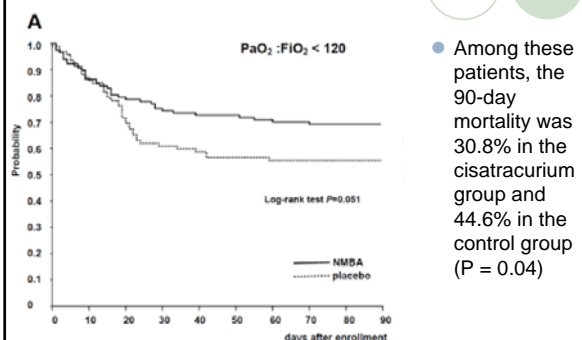 A
PaO₂ :FiO₂ < 120
1.0
0.9
0.8
0.7
0.6
0.5
0.4
0.3
0.2
0.1
0
Probability
Log-rank test P=0.051
NMBA
placebo
0 10 20 30 40 50 60 70 80 90
days after enrollment
Among these
patients, the
90-day
mortality was
30.8% in the
cisatracurium
group and
44.6% in the
control group
(P = 0.04)